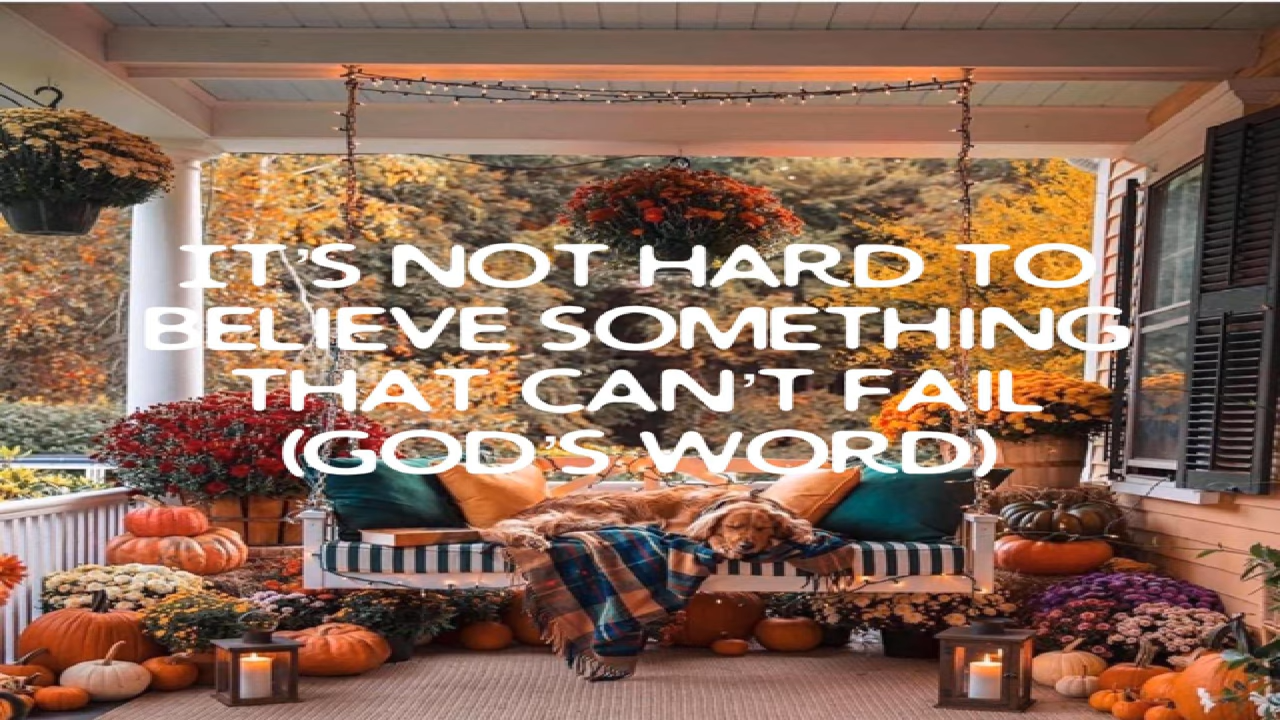 IT'S NOT HARD TO
BELIEVE SOMETHING
THAT CAN'T FAIL
(GOD'S WORD)